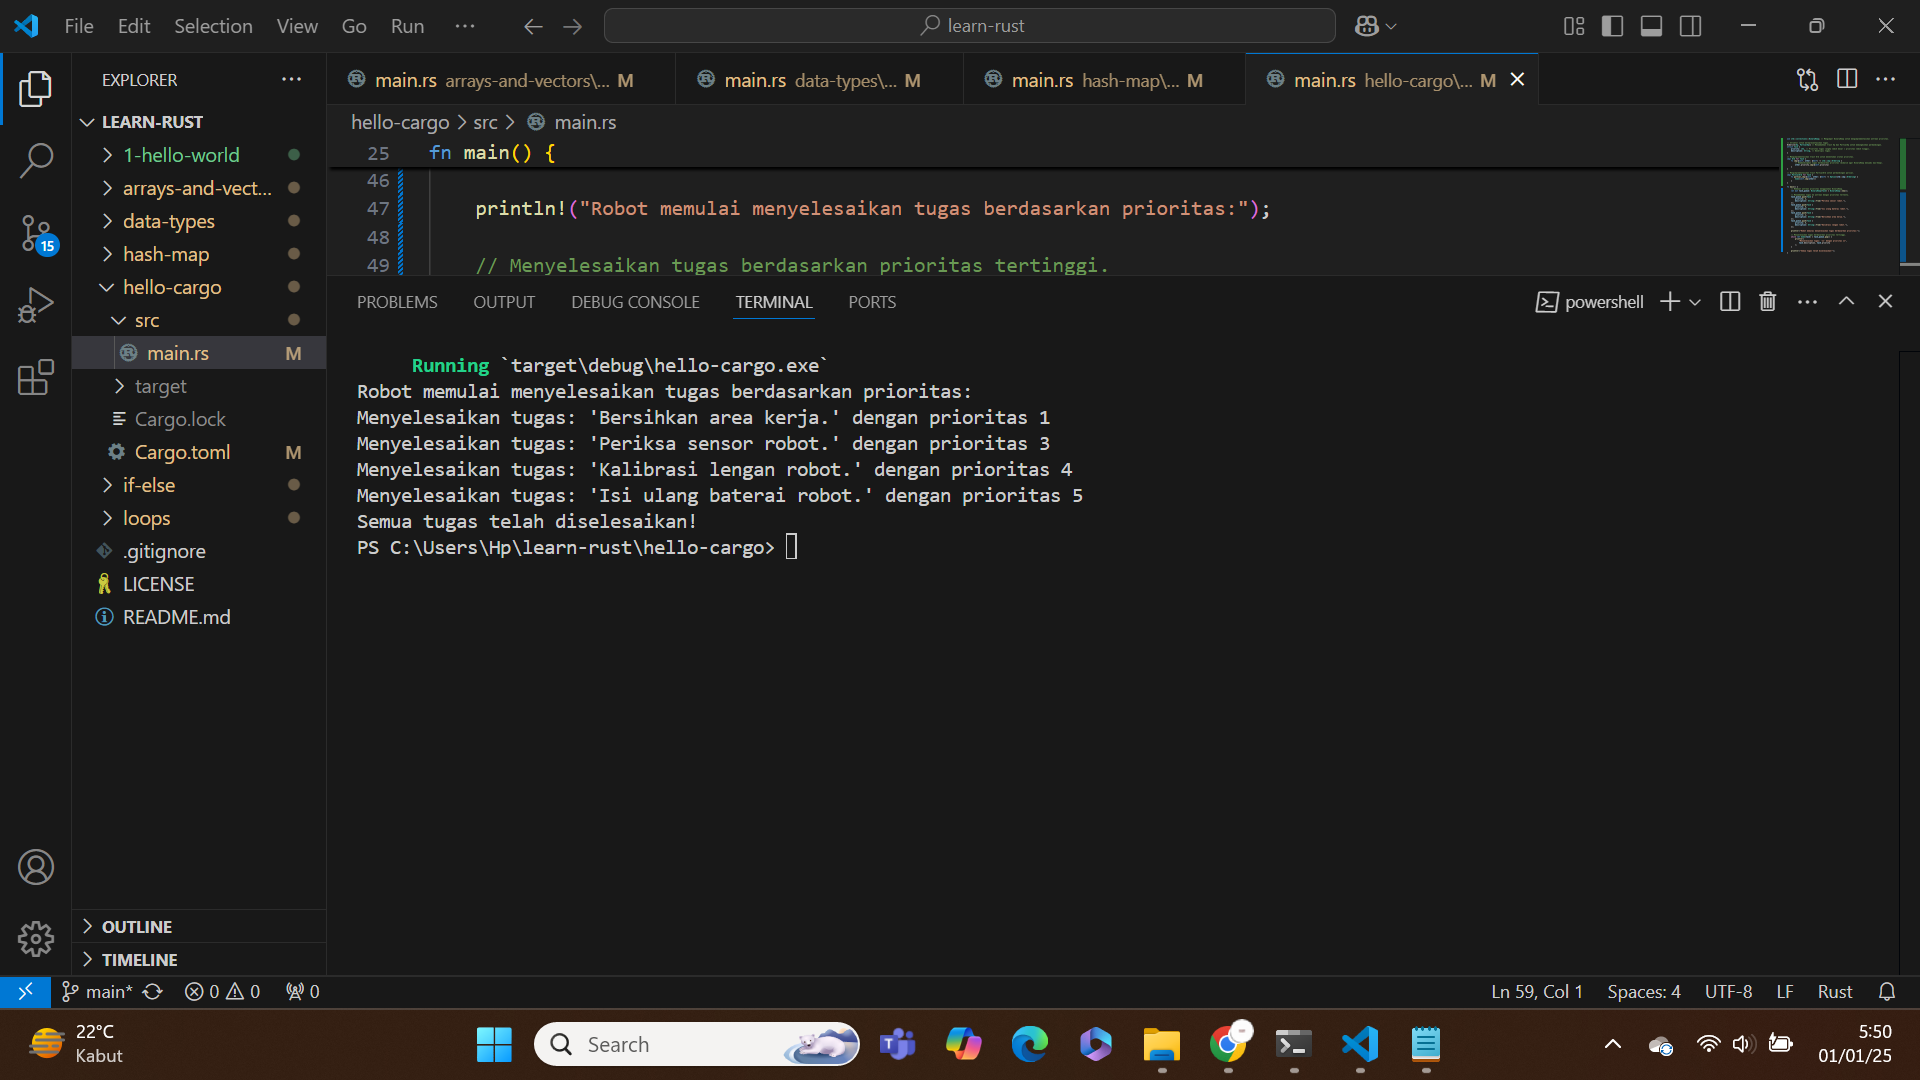 File Edit Selection View Go Run ···
learn-rust
EXPLORER
LEARN-RUST
1-hello-world
arrays-and-vect...
data-types
hash-map
hello-cargo
src
main.rs M
target
Cargo.lock
Cargo.toml M
if-else
loops
.gitignore
LICENSE
README.md
OUTLINE
TIMELINE
15
main.rs arrays-and-vectors\... M
main.rs data-types\... M
main.rs hash-map\... M
main.rs hello-cargo\... M
hello-cargo > src > main.rs
25 fn main() {
46
47 println!("Robot memulai menyelesaikan tugas berdasarkan prioritas:");
48
49 // Menyelesaikan tugas berdasarkan prioritas tertinggi.
PROBLEMS OUTPUT DEBUG CONSOLE TERMINAL PORTS
powershell
Running `target\debug\hello-cargo.exe`
Robot memulai menyelesaikan tugas berdasarkan prioritas:
Menyelesaikan tugas: 'Bersihkan area kerja.' dengan prioritas 1
Menyelesaikan tugas: 'Periksa sensor robot.' dengan prioritas 3
Menyelesaikan tugas: 'Kalibrasi lengan robot.' dengan prioritas 4
Menyelesaikan tugas: 'Isi ulang baterai robot.' dengan prioritas 5
Semua tugas telah diselesaikan!
PS C:\Users\Hp\learn-rust\hello-cargo>
main* 0 0 0
Ln 59, Col 1 Spaces: 4 UTF-8 LF Rust
22°C
Kabut
Search
5:50
01/01/25